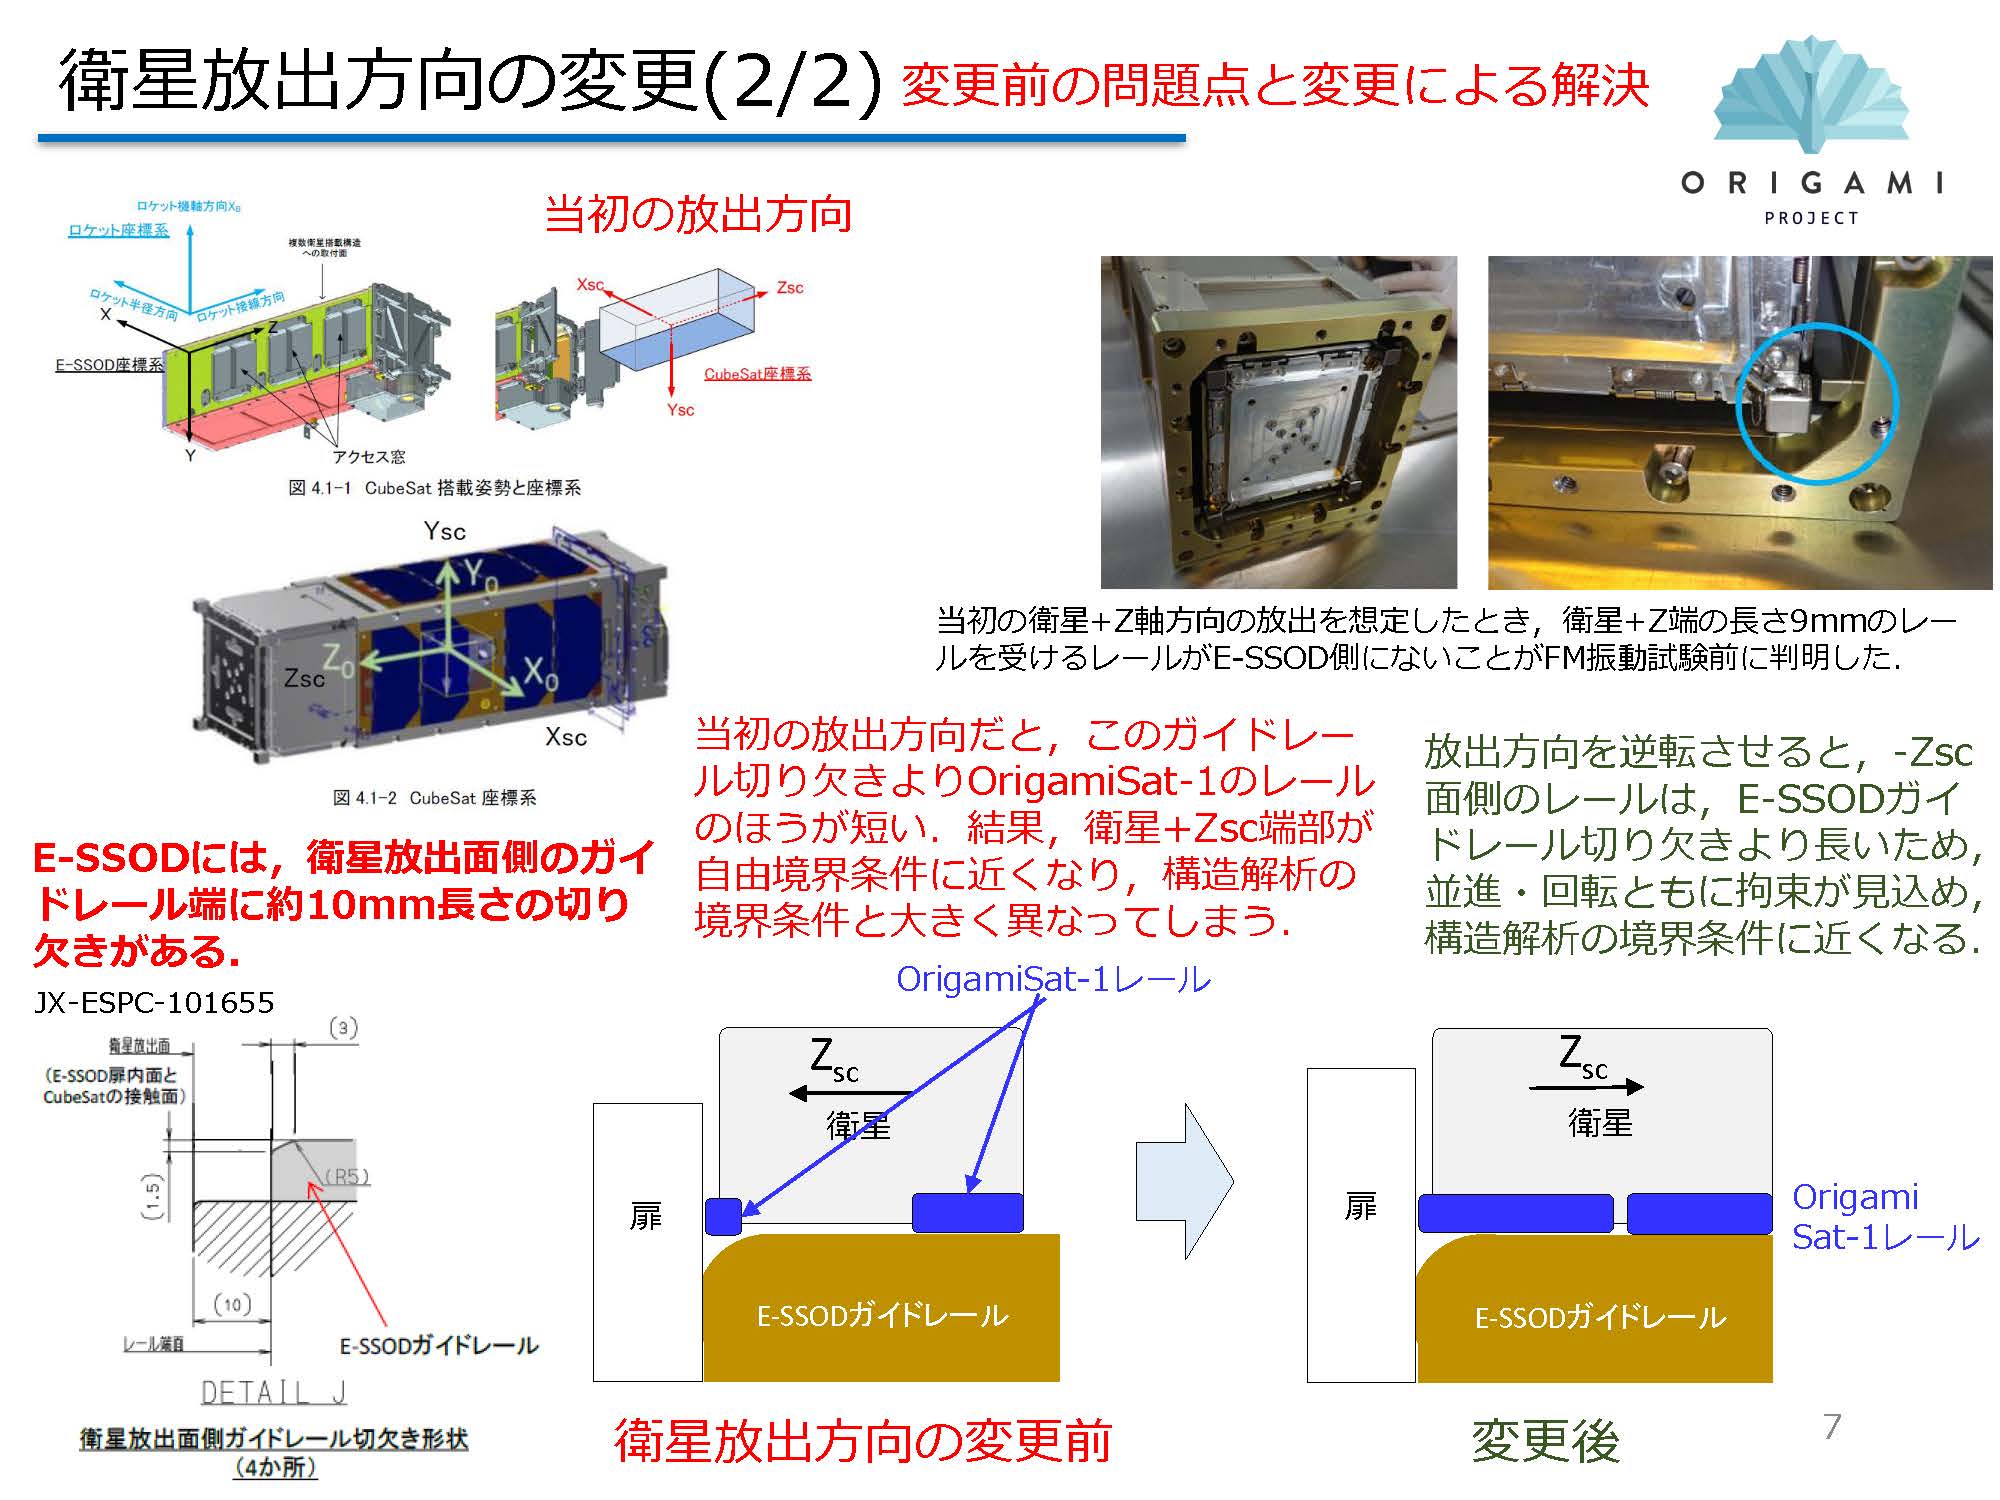 衛星放出方向の変更(2/2) 変更前の問題点と変更による解決
ORIGAMI
PROJECT
当初の放出方向
ロケット機軸方向XB
ロケット座標系
複数衛星搭載構造
への取付面
ロケット半径方向
ロケット接線方向
X
Z
E-SSOD座標系
Y
アクセス窓
Xsc
Zsc
CubeSat座標系
Ysc
図 4.1-1 CubeSat 搭載姿勢と座標系
Ysc
Y0
Z0
Zsc
X0
Xsc
図 4.1-2 CubeSat 座標系
当初の衛星+Z軸方向の放出を想定したとき，衛星+Z端の長さ9mmのレー
ルを受けるレールがE-SSOD側にないことがFM振動試験前に判明した．
E-SSODには，衛星放出面側のガイ
ドレール端に約10mm長さの切り
欠きがある．
当初の放出方向だと，このガイドレー
ル切り欠きよりOrigamiSat-1のレール
のほうが短い．結果，衛星+Zsc端部が
自由境界条件に近くなり，構造解析の
境界条件と大きく異なってしまう．
放出方向を逆転させると，-Zsc
面側のレールは，E-SSODガイ
ドレール切り欠きより長いため，
並進・回転ともに拘束が見込め，
構造解析の境界条件に近くなる．
JX-ESPC-101655
衛星放出面
(E-SSOD扉内面と
CubeSatの接触面)
(3)
(R5)
(1.5)
(10)
レール端面
E-SSODガイドレール
DETAIL J
衛星放出面側ガイドレール切欠き形状
(4か所)
OrigamiSat-1レール
Zsc
衛星
扉
E-SSODガイドレール
衛星放出方向の変更前
Zsc
衛星
扉
Origami
Sat-1レール
E-SSODガイドレール
変更後
7